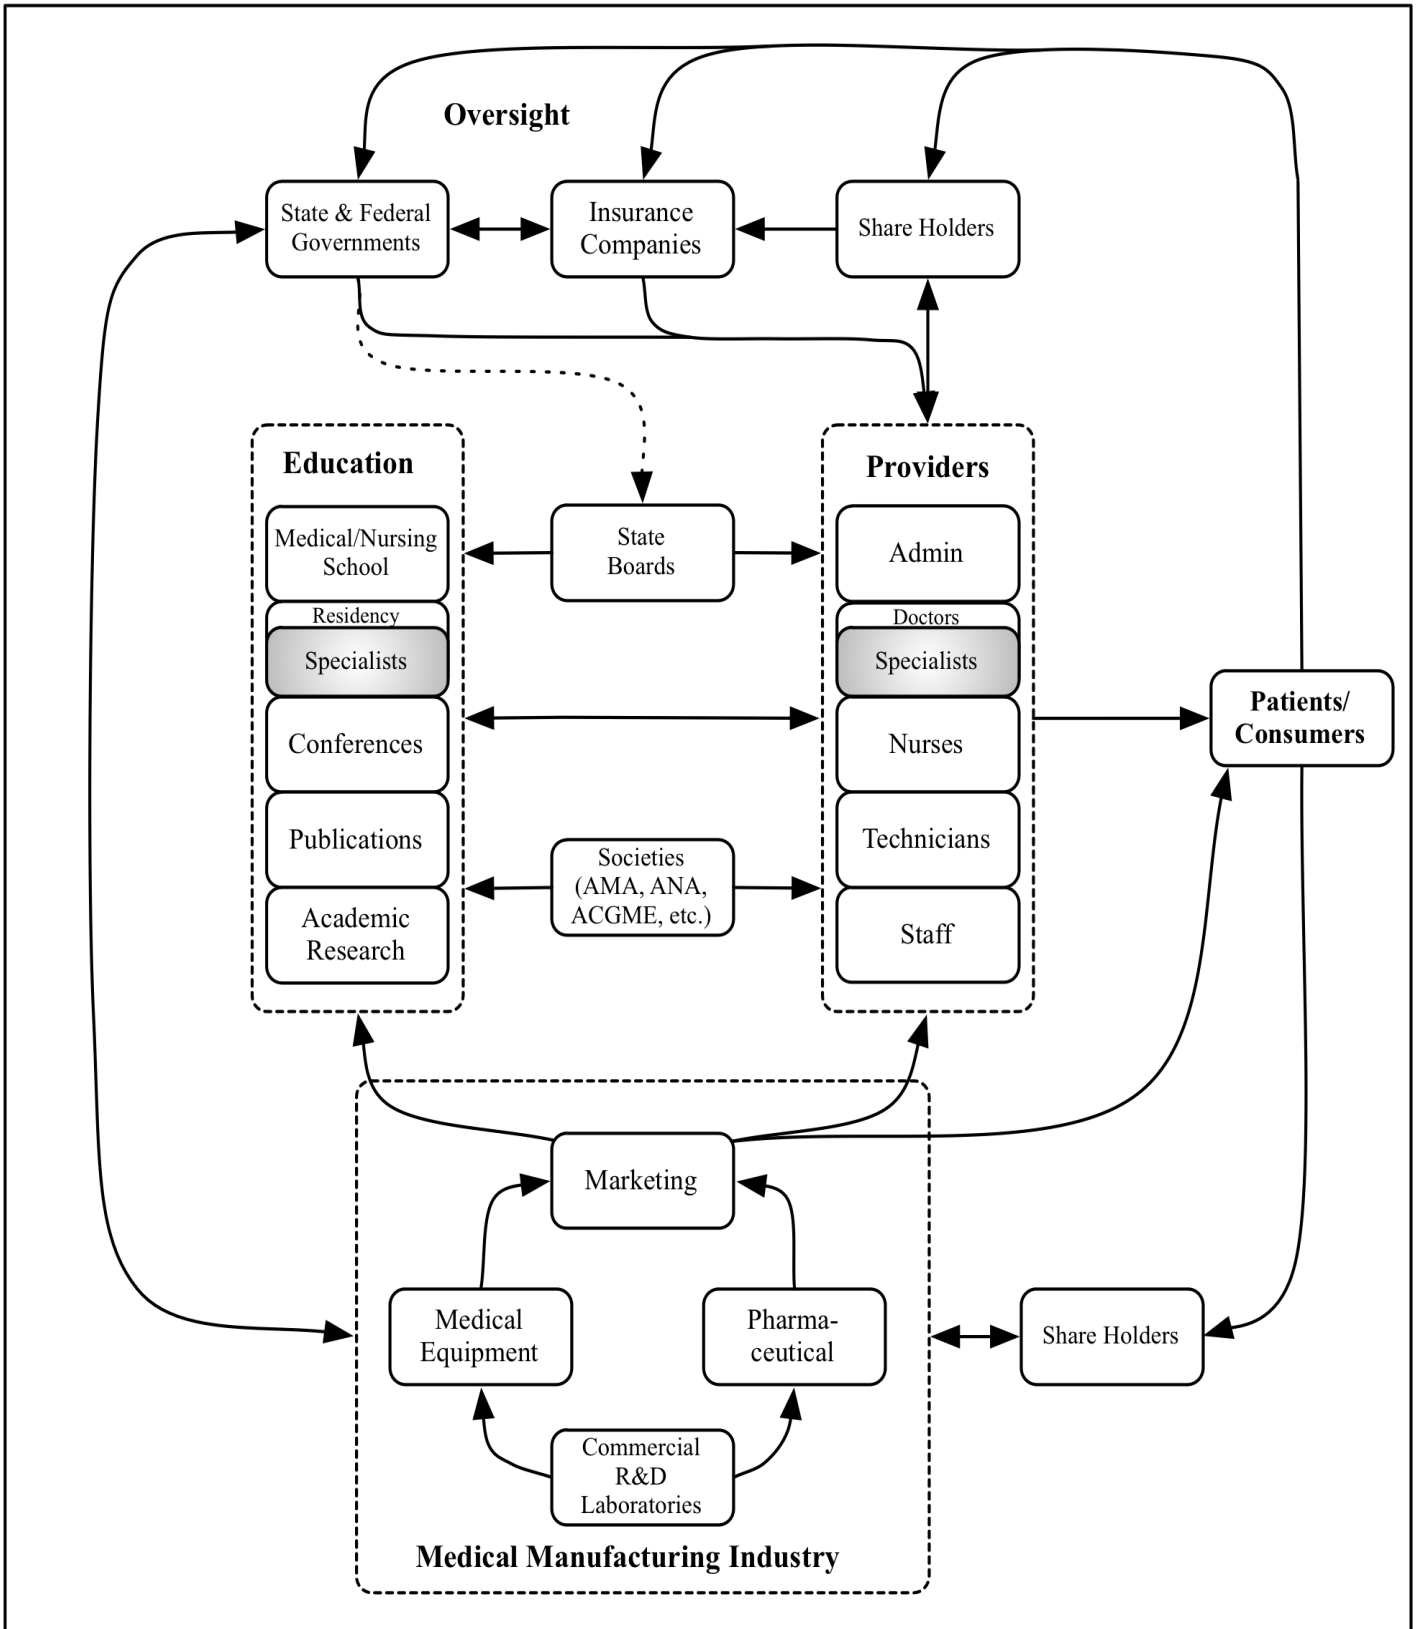 Oversight
State & Federal
Governments
Insurance
Companies
Share Holders
Education
Medical/Nursing
School
Residency
Specialists
Conferences
Publications
Academic
Research
State
Boards
Societies
(AMA, ANA,
ACGME, etc.)
Providers
Admin
Doctors
Specialists
Nurses
Technicians
Staff
Patients/
Consumers
Marketing
Medical
Equipment
Pharma-
ceutical
Share Holders
Commercial
R&D
Laboratories
Medical Manufacturing Industry